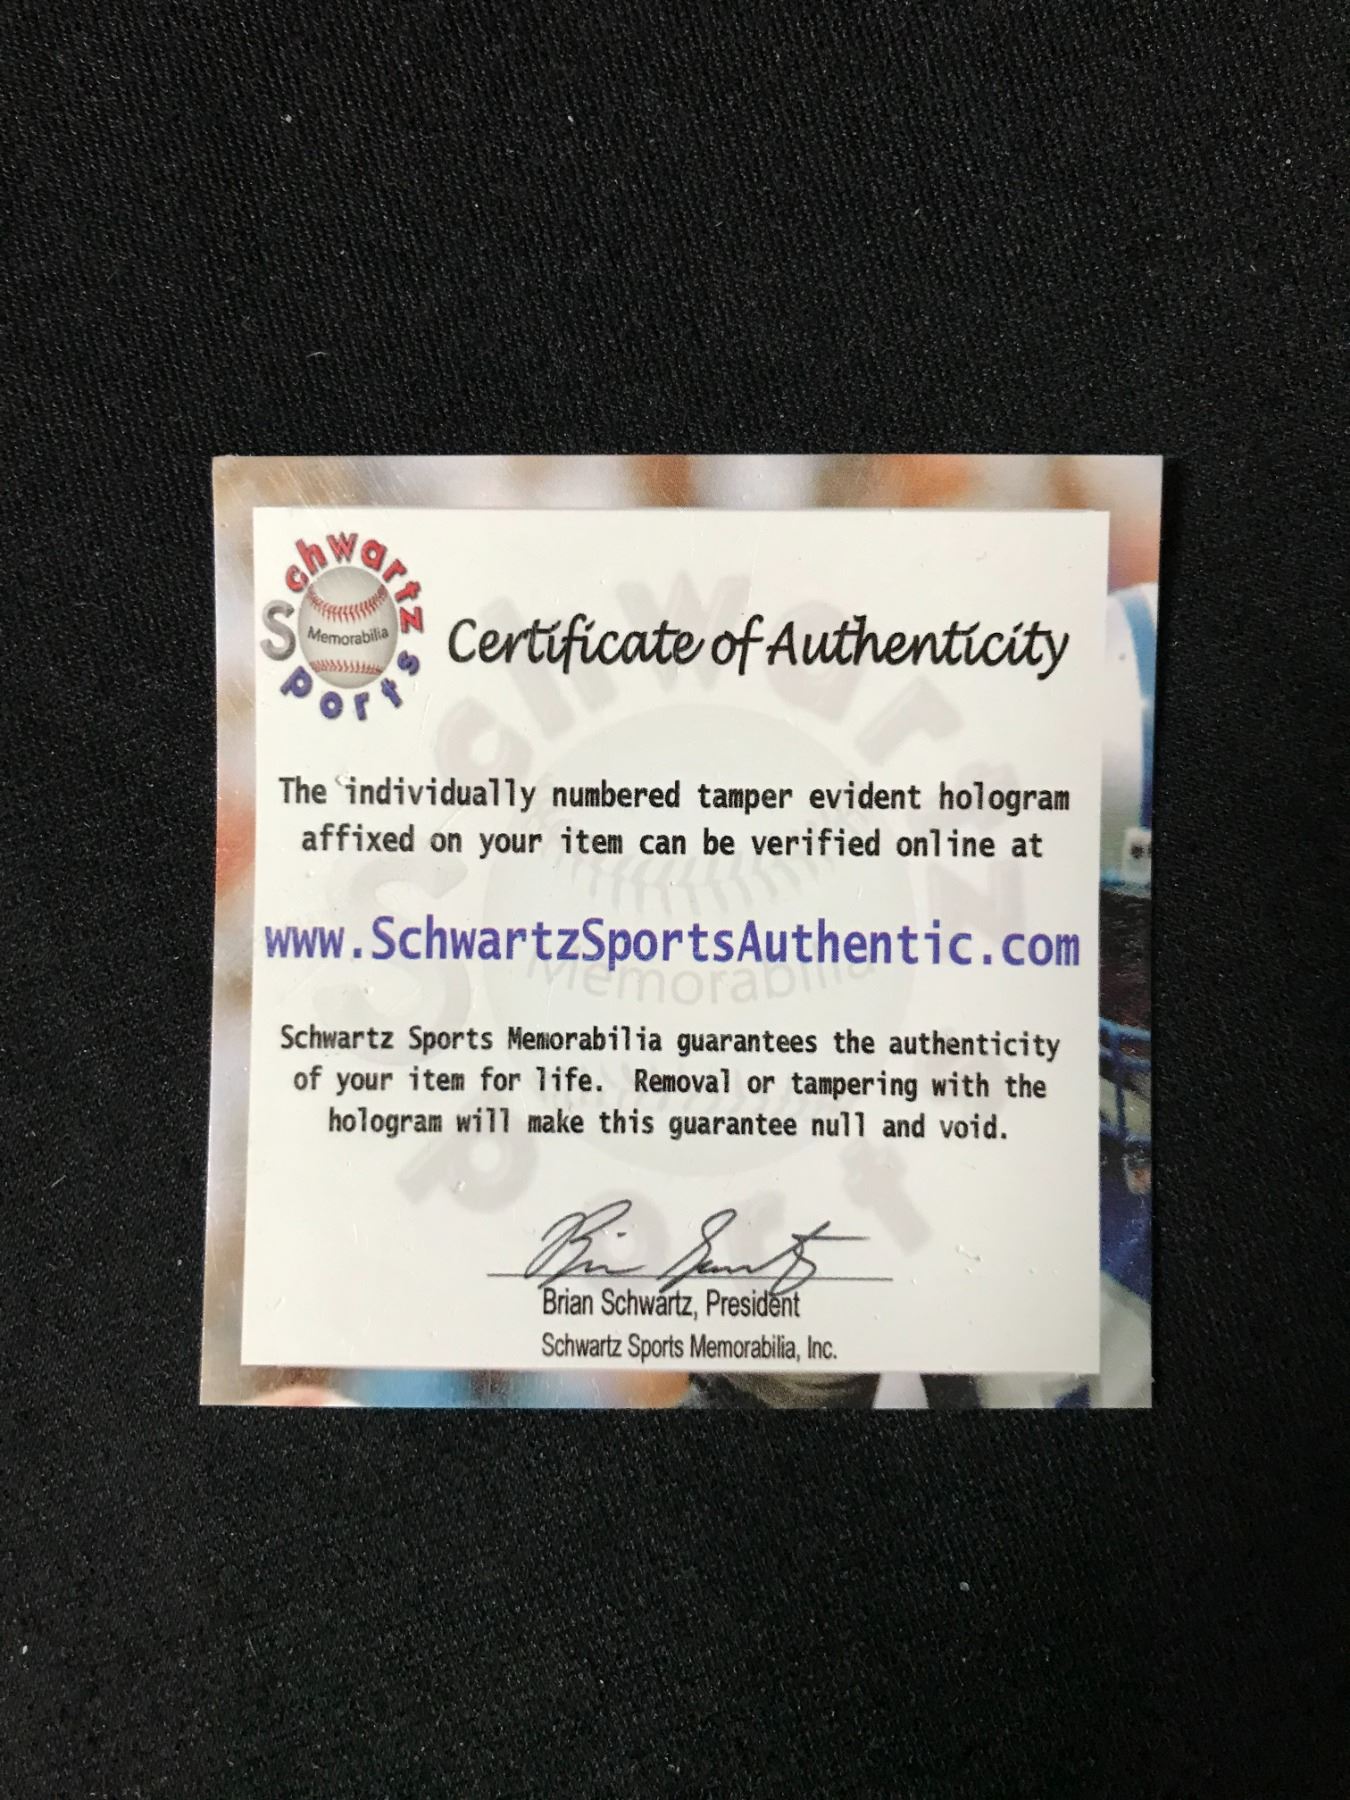 Schwartz
Sports
Memorabilia
Certificate of Authenticity
The individually numbered tamper evident hologram
affixed on your item can be verified online at
www.SchwartzSportsAuthentic.com
Schwartz Sports Memorabilia guarantees the authenticity
of your item for life. Removal or tampering with the
hologram will make this guarantee null and void.
Brian Schwartz
Brian Schwartz, President
Schwartz Sports Memorabilia, Inc.